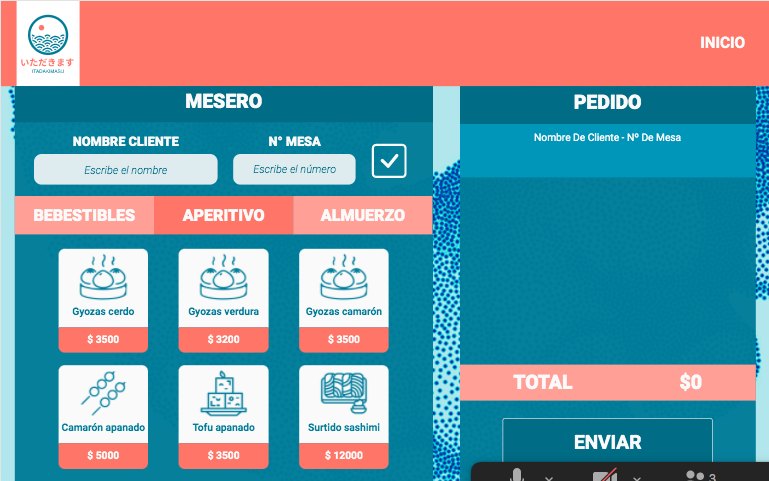 いただきます
ITADAKIMASU
INICIO
MESERO
NOMBRE CLIENTE
N° MESA
Escribe el nombre
Escribe el número
BEBESTIBLES
APERITIVO
ALMUERZO
Gyozas cerdo
Gyozas verdura
Gyozas camarón
$ 3500
$ 3200
$ 3500
Camarón apanado
Tofu apanado
Surtido sashimi
$ 5000
$ 3500
$ 12000
PEDIDO
Nombre De Cliente - Nº De Mesa
TOTAL
$0
ENVIAR
3